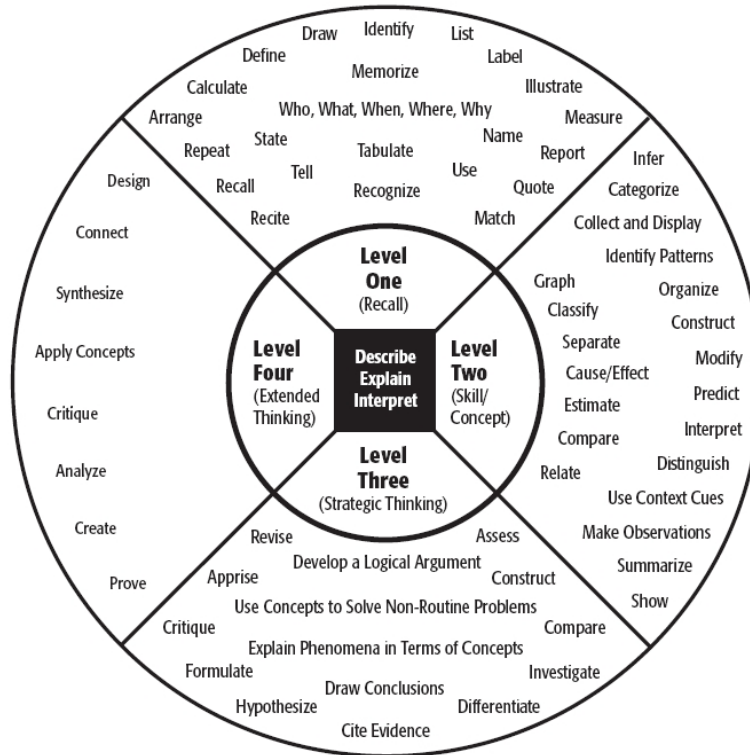 Draw
Identify
List
Define
Label
Memorize
Calculate
Illustrate
Who, What, When, Where, Why
Arrange
Measure
State
Name
Repeat
Tabulate
Report
Tell
Use
Recall
Recognize
Quote
Recite
Match
Infer
Categorize
Collect and Display
Identify Patterns
Graph
Organize
Classify
Construct
Separate
Modify
Cause/Effect
Predict
Estimate
Interpret
Compare
Distinguish
Relate
Use Context Cues
Make Observations
Summarize
Show
Design
Connect
Synthesize
Apply Concepts
Critique
Analyze
Create
Prove
Level
One
(Recall)
Level
Four
(Extended
Thinking)
Describe
Explain
Interpret
Level
Two
(Skill/
Concept)
Level
Three
(Strategic Thinking)
Revise
Assess
Develop a Logical Argument
Apprise
Construct
Use Concepts to Solve Non-Routine Problems
Critique
Compare
Explain Phenomena in Terms of Concepts
Formulate
Investigate
Draw Conclusions
Hypothesize
Differentiate
Cite Evidence